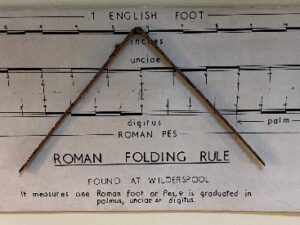 1 ENGLISH FOOT
inches
unciae
digitus
palm
ROMAN PES
ROMAN FOLDING RULE
FOUND AT WILDERSPOOL
It measures one Roman foot or Pes, & is graduated in
palmus, unciae or digitus.